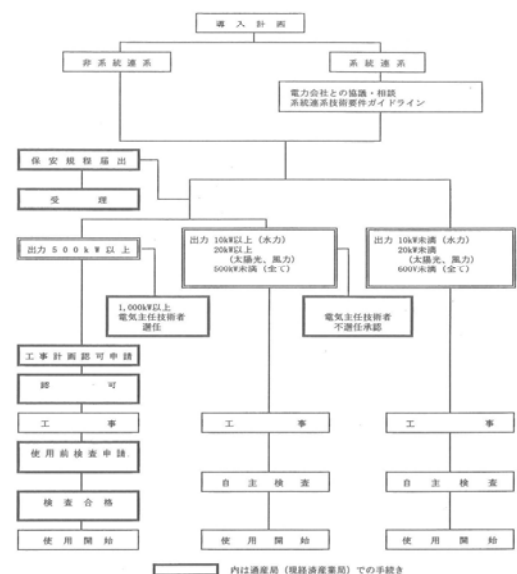 導入計画
非系統連系
系統連系
電力会社との協議・相談
系統連系技術要件ガイドライン
保安規程届出
受理
出力500kW以上
出力 10kW以上(水力)
20kW以上
(太陽光、風力)
500kW未満(全て)
出力 10kW未満(水力)
20kW未満
(太陽光、風力)
600V未満(全て)
1,000kW以上
電気主任技術者
選任
電気主任技術者
不選任承認
工事計画認可申請
認可
工事
工事
工事
使用前検査申請
自主検査
自主検査
検査合格
使用開始
使用開始
使用開始
内は通産局(現経済産業局)での手続き